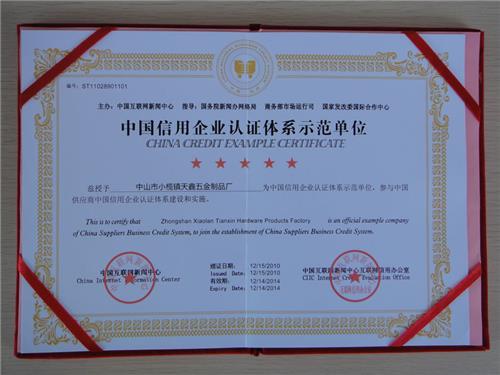 编号：ST11028901101
主办：中国互联网新闻中心 指导：国务院新闻办网络局 商务部市场运行司 国家发改委国际合作中心
中国信用企业认证体系示范单位
CHINA CREDIT EXAMPLE CERTIFICATE
兹授予 中山市小榄镇天鑫五金制品厂 为中国信用企业认证体系示范单位，参与中国
供应商中国信用企业认证体系建设和实施。
This is to certify that Zhongshan Xiaolan Tianxin Hardware Products Factory is an official example company
of China Suppliers Business Credit System, to join the establishment of China Suppliers Business Credit System.
中国互联网新闻中心
China Internet Information Center
颁证日期： 12/15/2010
Issued Date: 12/15/2010
有效期： 12/14/2014
Expiry Date: 12/14/2014
中国互联网新闻中心互联网信用办公室
CIIC Internet Credit Evaluation Office